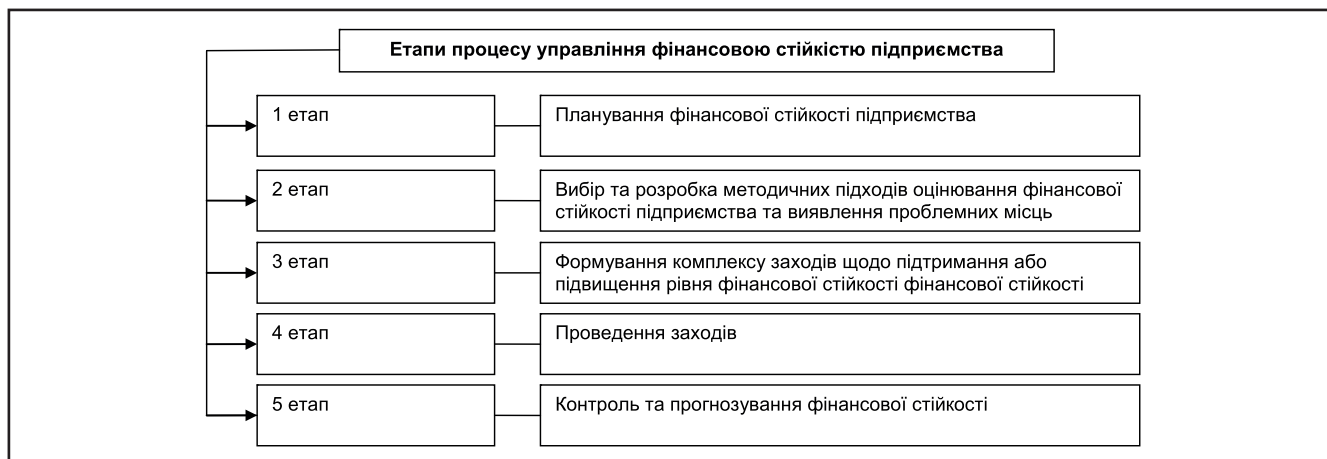 Етапи процесу управління фінансовою стійкістю підприємства
1 етап
Планування фінансової стійкості підприємства
2 етап
Вибір та розробка методичних підходів оцінювання фінансової
стійкості підприємства та виявлення проблемних місць
3 етап
Формування комплексу заходів щодо підтримання або
підвищення рівня фінансової стійкості фінансової стійкості
4 етап
Проведення заходів
5 етап
Контроль та прогнозування фінансової стійкості